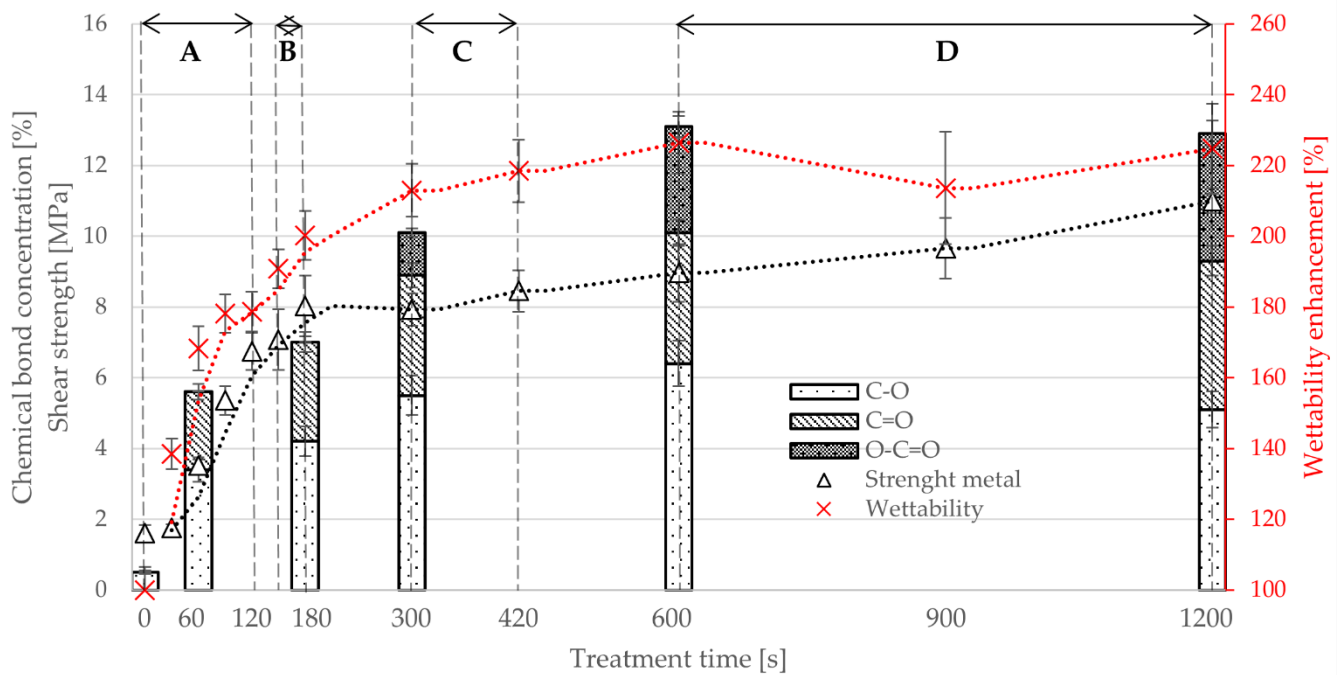 16
14
12
10
8
6
4
2
0
260
240
220
200
180
160
140
120
100
A
B
C
D
Chemical bond concentration [%]
Shear strength [MPa]
Wettability enhancement [%]
C-O
C=O
O-C=O
Strenght metal
Wettability
0 60 120 180 300 420 600 900 1200
Treatment time [s]